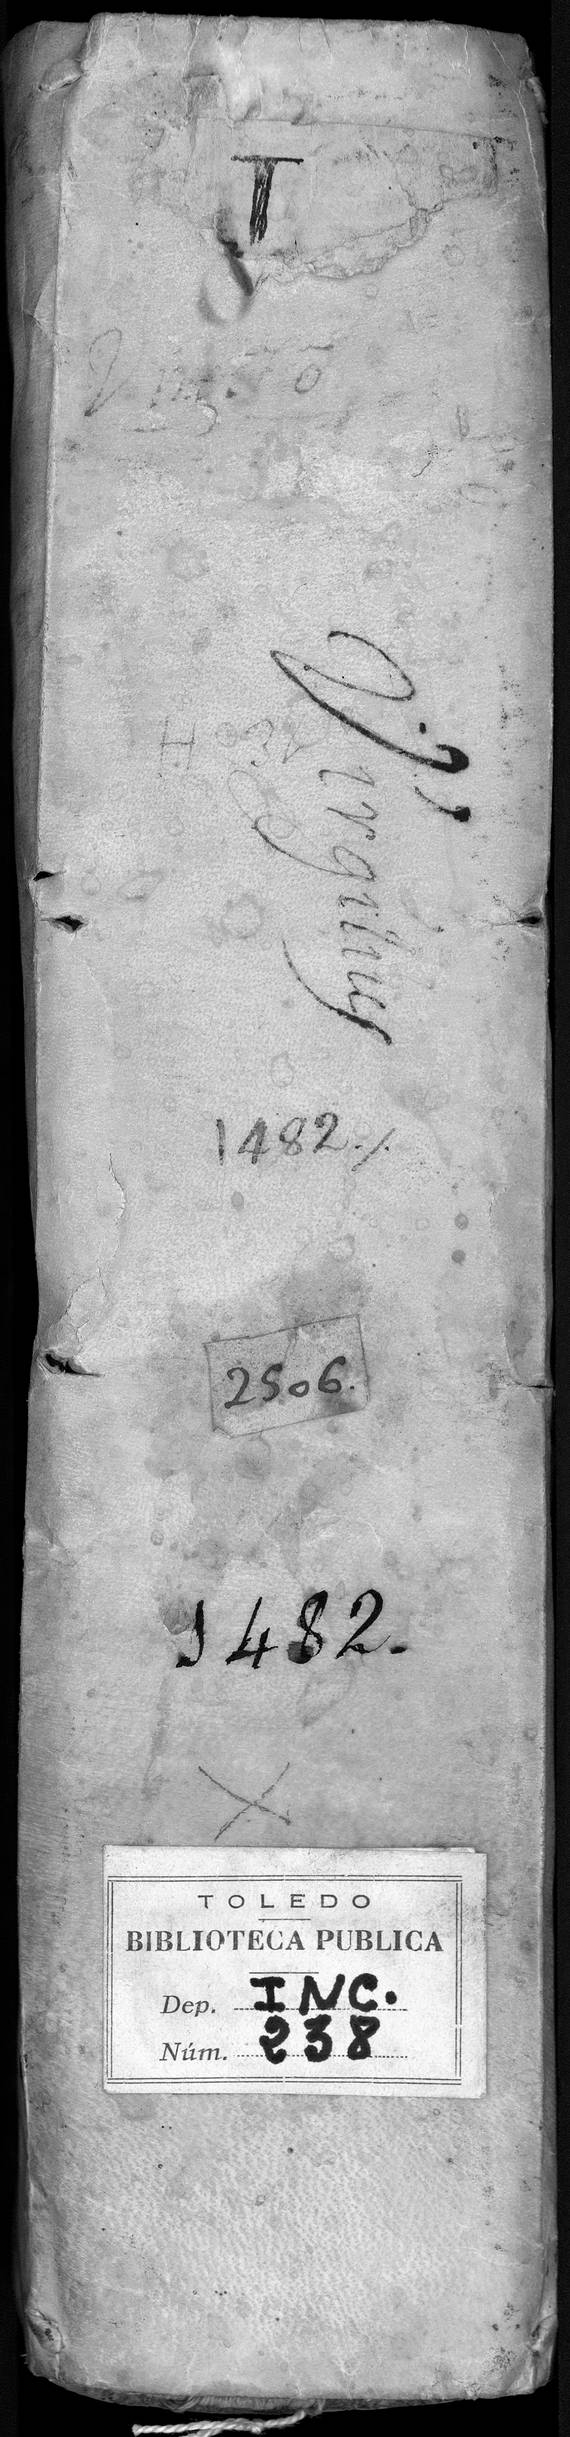 T
Virgilius
1482.
2506.
1482.
X
TOLEDO
BIBLIOTECA PUBLICA
Dep. INC.
Núm. 238